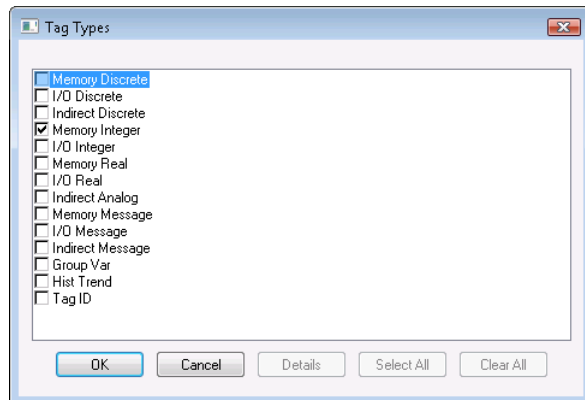 Tag Types
Memory Discrete
I/O Discrete
Indirect Discrete
Memory Integer
I/O Integer
Memory Real
I/O Real
Indirect Analog
Memory Message
I/O Message
Indirect Message
Group Var
Hist Trend
Tag ID
OK Cancel Details Select All Clear All